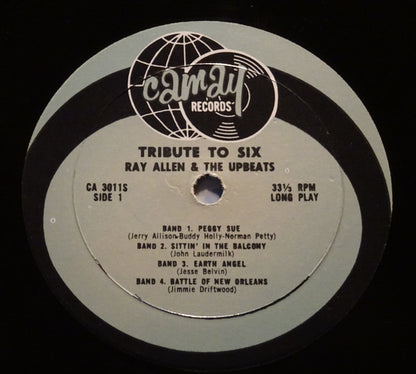 camay
RECORDS
TRIBUTE TO SIX
RAY ALLEN & THE UPBEATS
CA 3011S
SIDE 1
33⅓ RPM
LONG PLAY
BAND 1. PEGGY SUE
(Jerry Allison-Buddy Holly-Norman Petty)
BAND 2. SITTIN' IN THE BALCONY
(John Laudermilk)
BAND 3. EARTH ANGEL
(Jesse Belvin)
BAND 4. BATTLE OF NEW ORLEANS
(Jimmie Driftwood)